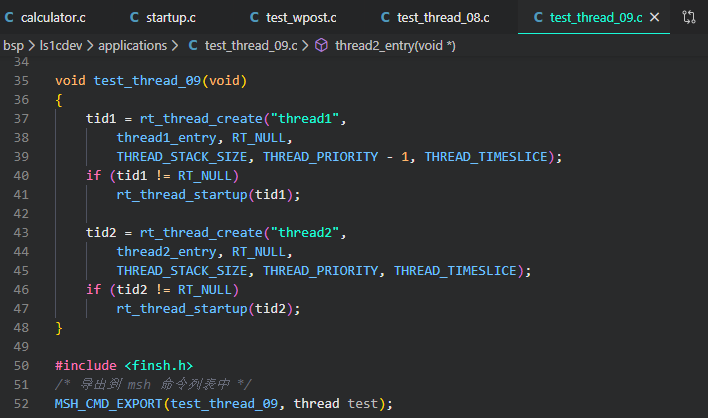 calculator.c
startup.c
test_wpost.c
test_thread_08.c
test_thread_09.c
bsp > ls1cdev > applications > test_thread_09.c > thread2_entry(void *)
34
35 void test_thread_09(void)
36 {
37     tid1 = rt_thread_create("thread1",
38         thread1_entry, RT_NULL,
39         THREAD_STACK_SIZE, THREAD_PRIORITY - 1, THREAD_TIMESLICE);
40     if (tid1 != RT_NULL)
41         rt_thread_startup(tid1);
42
43     tid2 = rt_thread_create("thread2",
44         thread2_entry, RT_NULL,
45         THREAD_STACK_SIZE, THREAD_PRIORITY, THREAD_TIMESLICE);
46     if (tid2 != RT_NULL)
47         rt_thread_startup(tid2);
48 }
49
50 #include <finsh.h>
51 /* 导出到 msh 命令列表中 */
52 MSH_CMD_EXPORT(test_thread_09, thread test);